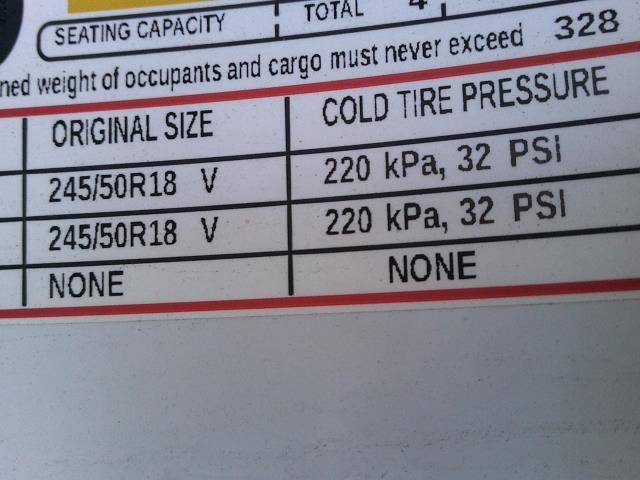 SEATING CAPACITY TOTAL 4
weight of occupants and cargo must never exceed 328
ORIGINAL SIZE COLD TIRE PRESSURE
245/50R18 V 220 kPa, 32 PSI
245/50R18 V 220 kPa, 32 PSI
NONE NONE